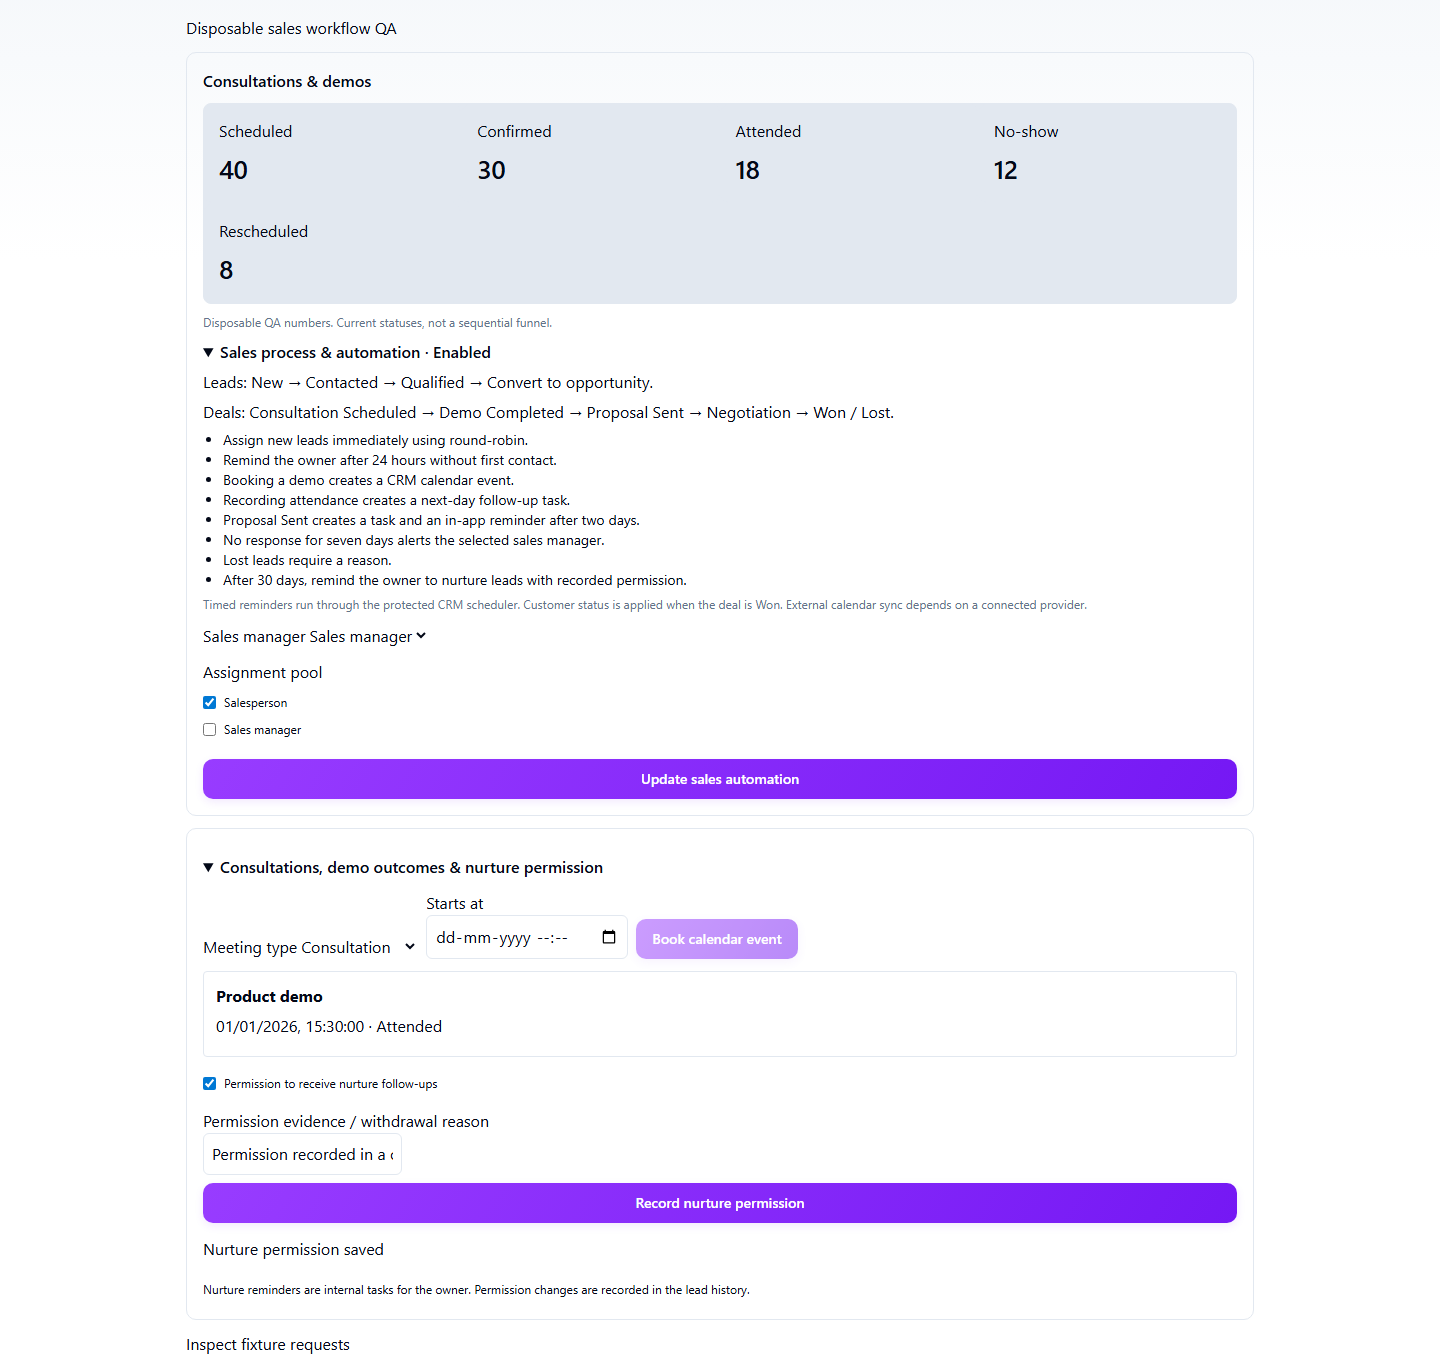 Disposable sales workflow QA
Consultations & demos
Scheduled
40
Confirmed
30
Attended
18
No-show
12
Rescheduled
8
Disposable QA numbers. Current statuses, not a sequential funnel.
▼ Sales process & automation · Enabled
Leads: New → Contacted → Qualified → Convert to opportunity.
Deals: Consultation Scheduled → Demo Completed → Proposal Sent → Negotiation → Won / Lost.
• Assign new leads immediately using round-robin.
• Remind the owner after 24 hours without first contact.
• Booking a demo creates a CRM calendar event.
• Recording attendance creates a next-day follow-up task.
• Proposal Sent creates a task and an in-app reminder after two days.
• No response for seven days alerts the selected sales manager.
• Lost leads require a reason.
• After 30 days, remind the owner to nurture leads with recorded permission.
Timed reminders run through the protected CRM scheduler. Customer status is applied when the deal is Won. External calendar sync depends on a connected provider.
Sales manager Sales manager
Assignment pool
Salesperson
Sales manager
Update sales automation
▼ Consultations, demo outcomes & nurture permission
Meeting type Consultation
Starts at
dd-mm-yyyy --:--
Book calendar event
Product demo
01/01/2026, 15:30:00 · Attended
Permission to receive nurture follow-ups
Permission evidence / withdrawal reason
Permission recorded in a
Record nurture permission
Nurture permission saved
Nurture reminders are internal tasks for the owner. Permission changes are recorded in the lead history.
Inspect fixture requests